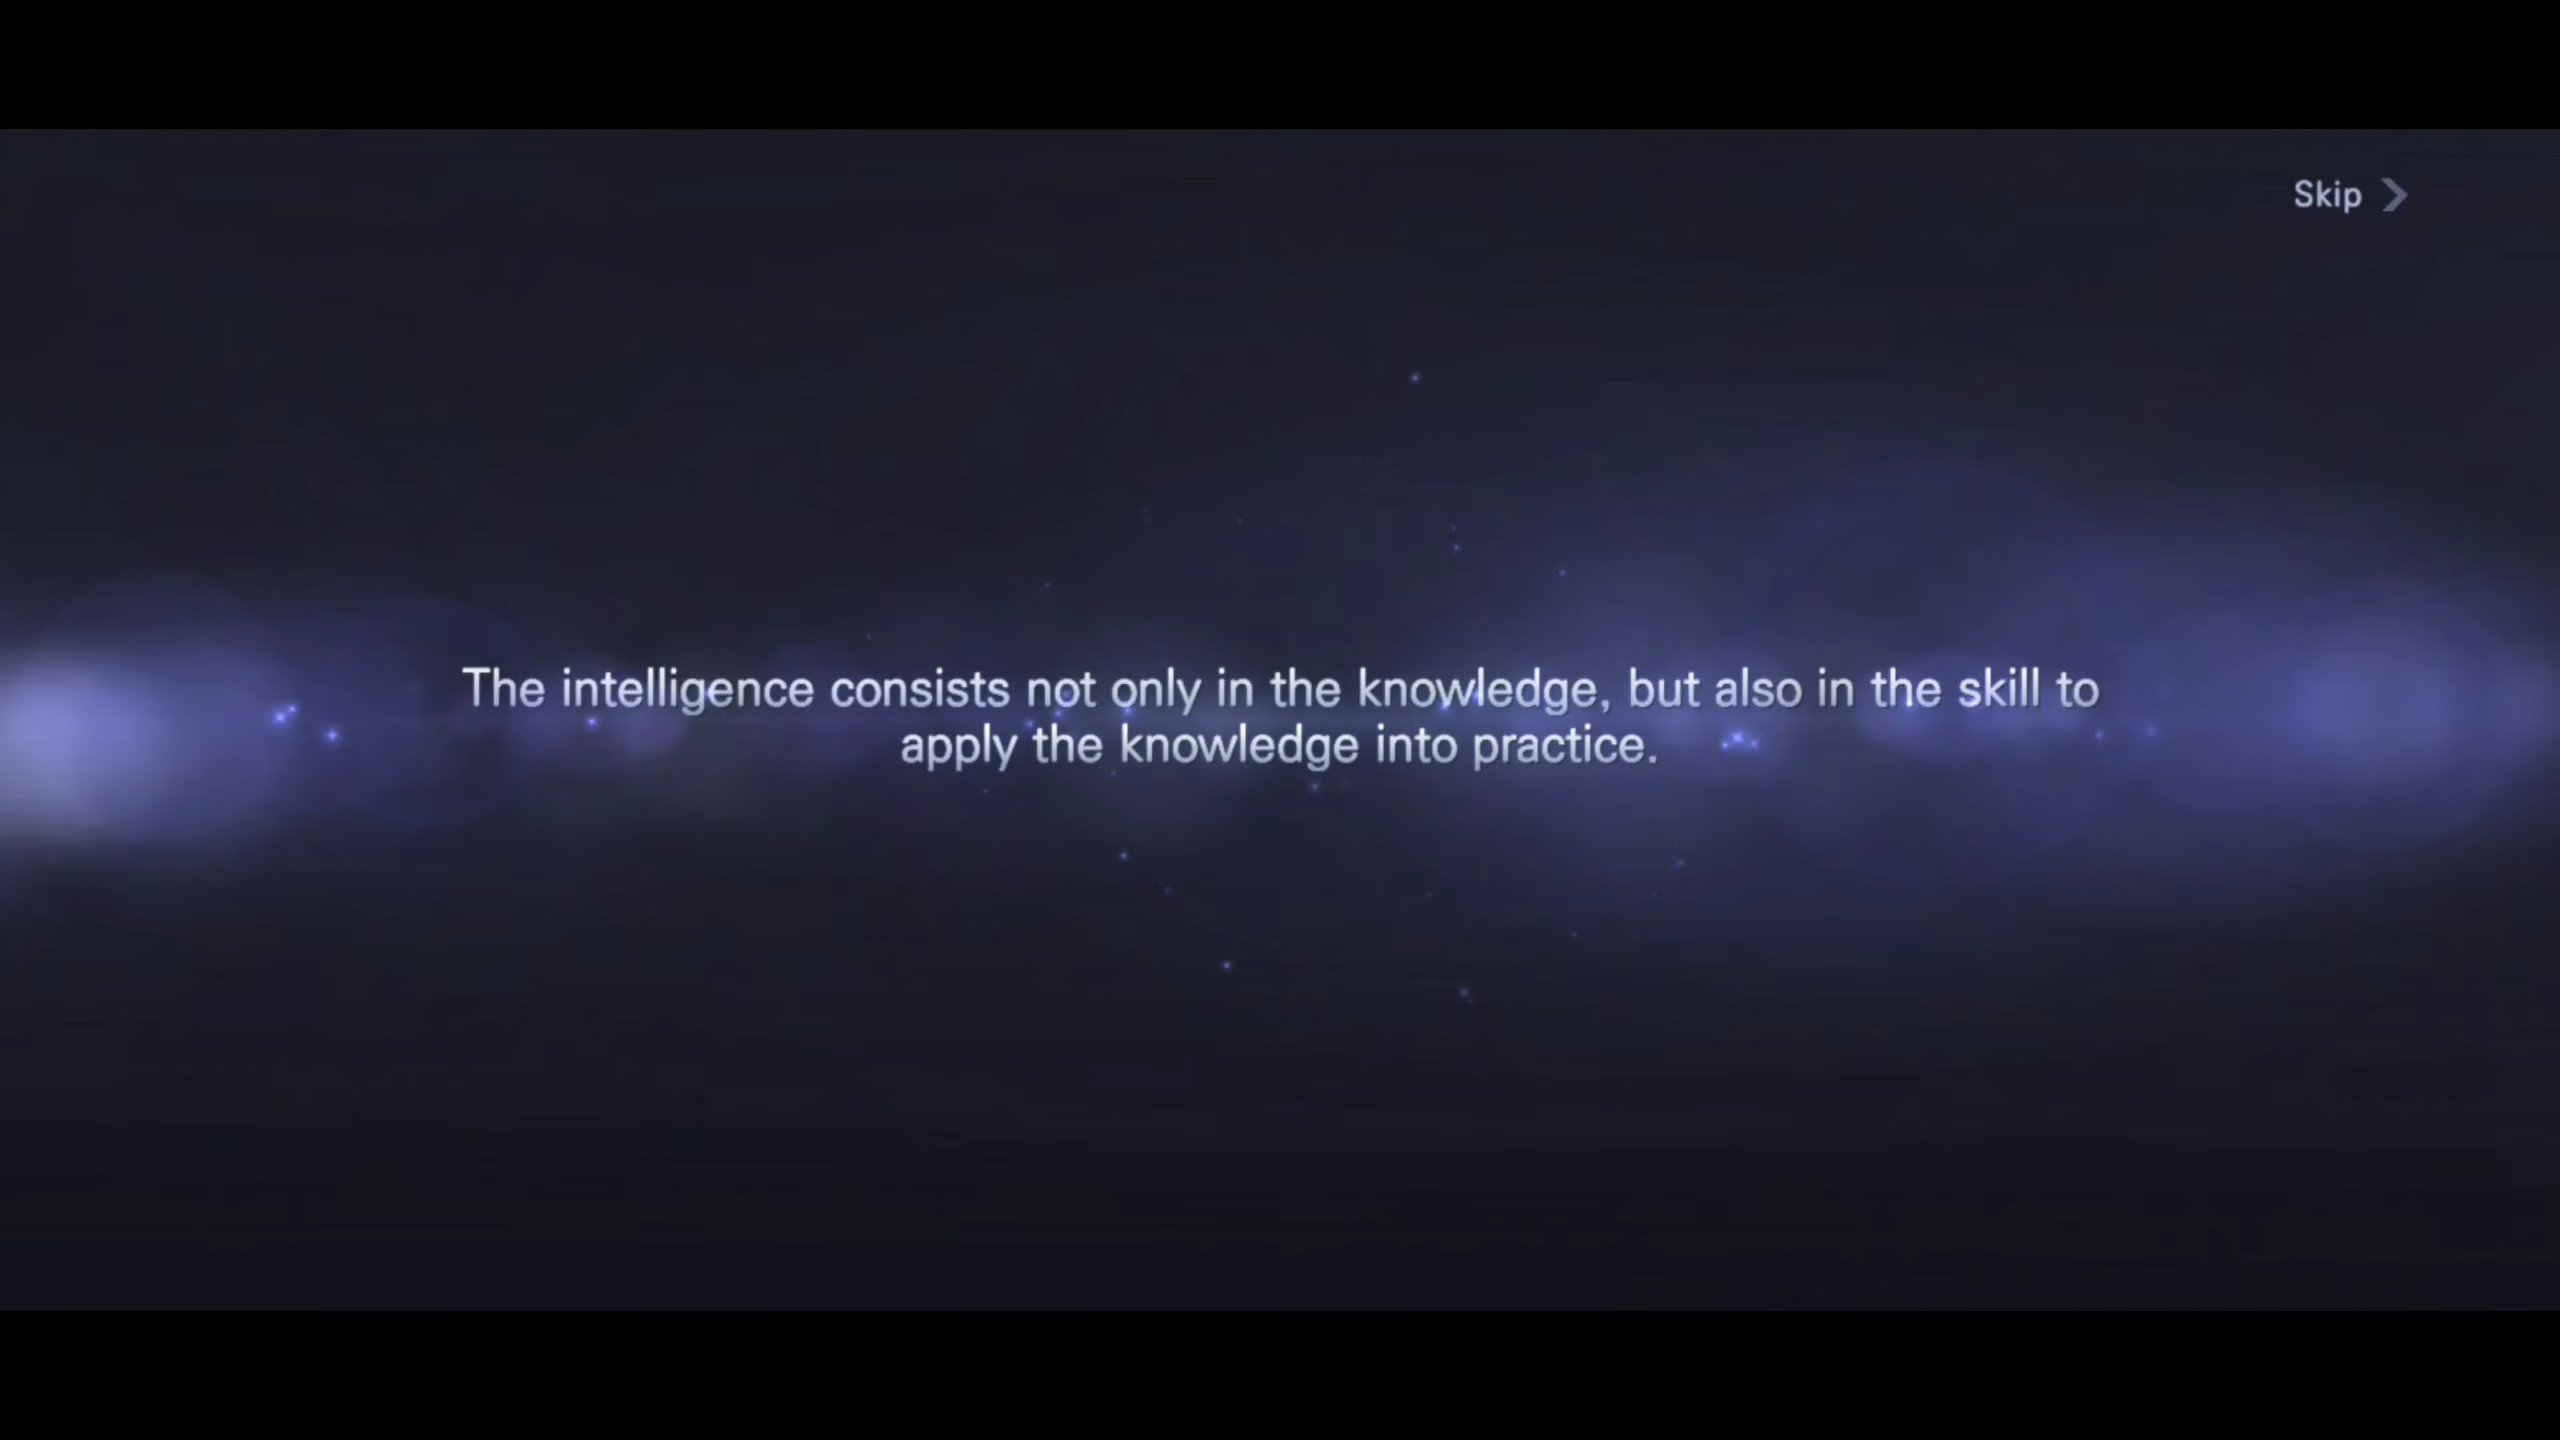 Skip
The intelligence consists not only in the knowledge, but also in the skill to
apply the knowledge into practice.